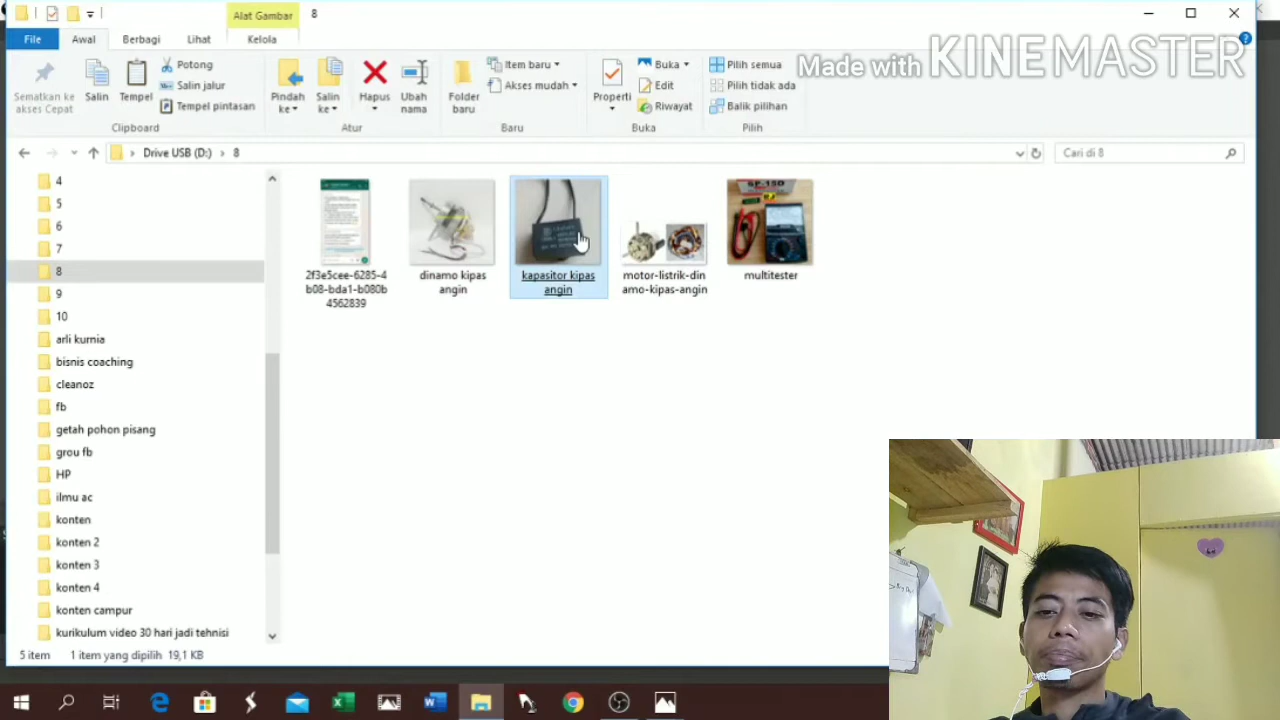 Alat Gambar
8
File
Awal
Berbagi
Lihat
Kelola
Made with KINEMASTER
Sematkan ke akses Cepat
Salin
Tempel
Potong
Salin jalur
Tempel pintasan
Clipboard
Pindah ke
Salin ke
Hapus
Ubah nama
Atur
Folder baru
Item baru
Akses mudah
Baru
Properti
Buka
Edit
Riwayat
Buka
Pilih semua
Pilih tidak ada
Balik pilihan
Pilih
Drive USB (D:) > 8
Cari di 8
4
5
6
7
8
9
10
arli kurnia
bisnis coaching
cleanoz
fb
getah pohon pisang
grou fb
HP
ilmu ac
konten
konten 2
konten 3
konten 4
konten campur
kurikulum video 30 hari jadi tehnisi
2f3e5cee-6285-4
b08-bda1-b080b
4562839
dinamo kipas
angin
kapasitor kipas
angin
motor-listrik-din
amo-kipas-angin
multitester
SP-15D
5 item
1 item yang dipilih 19,1 KB